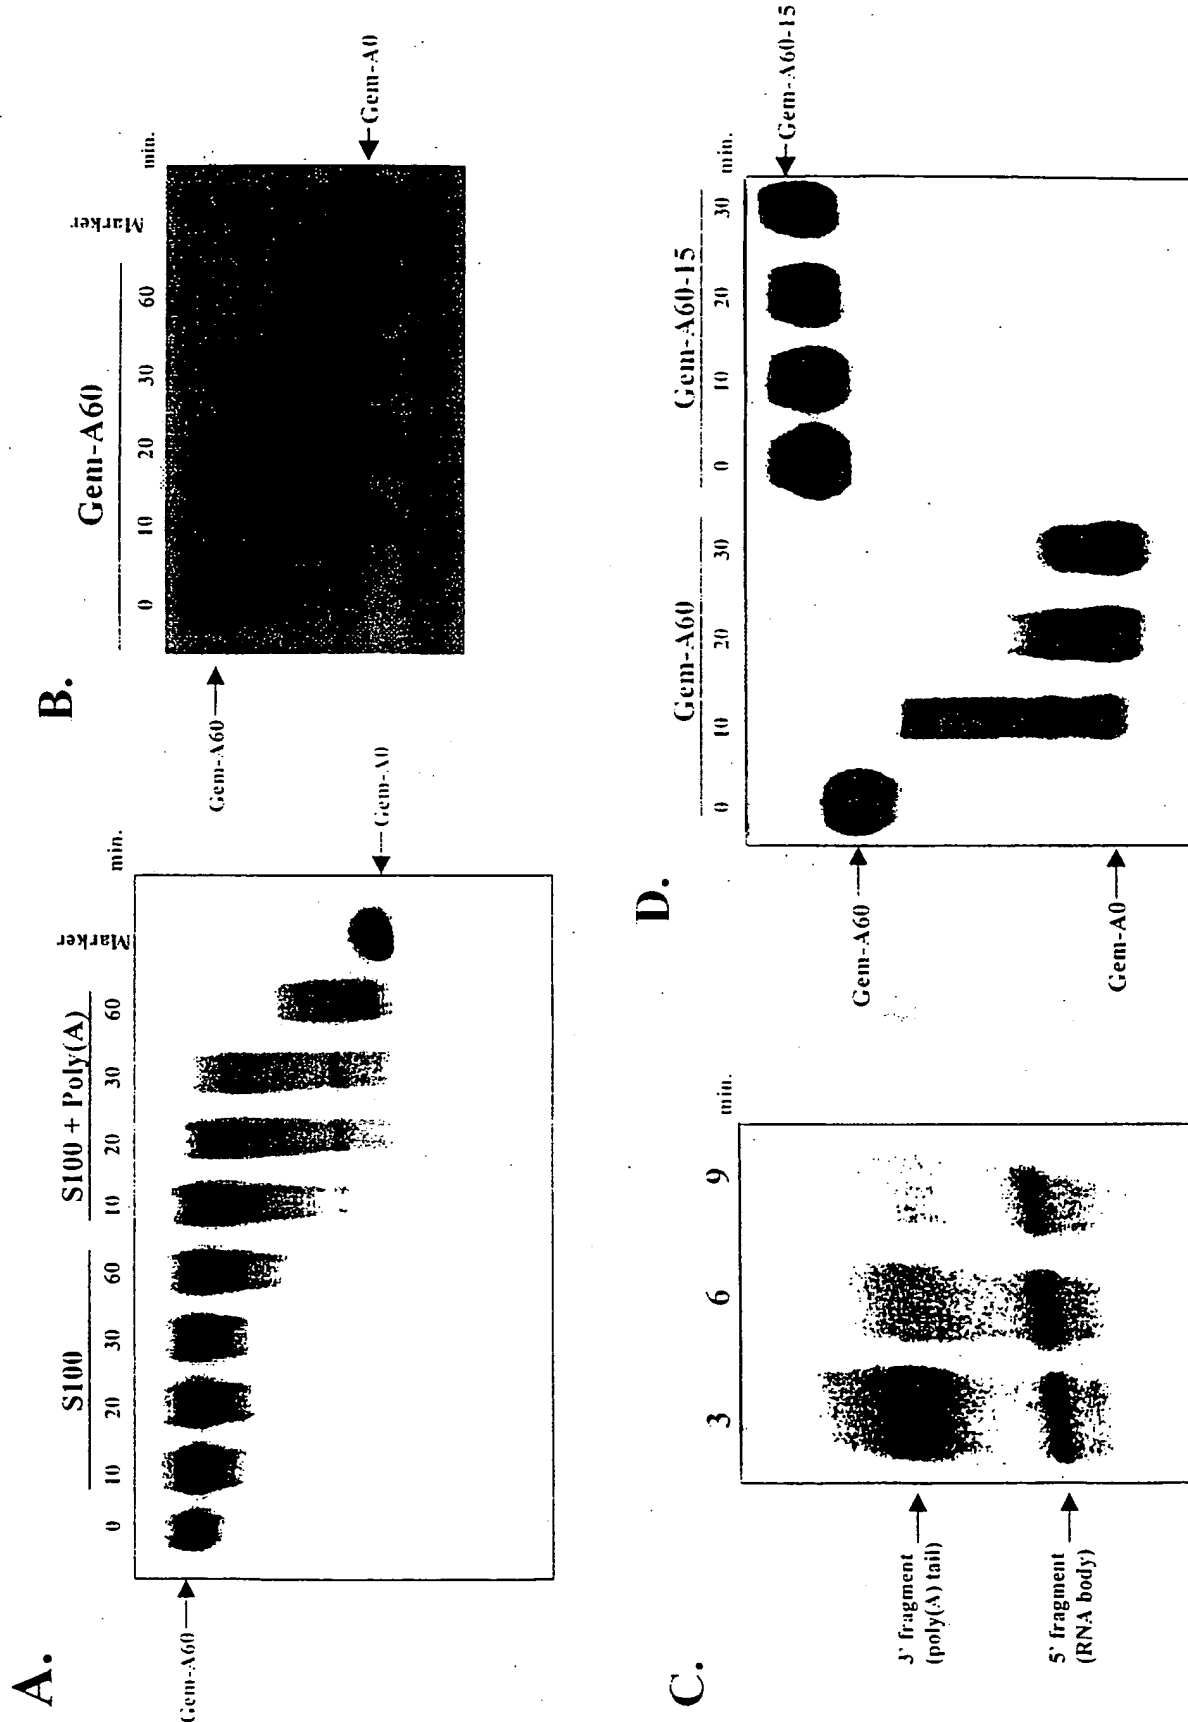 A.
S100
S100 + Poly(A)
0
10
20
30
60
10
20
30
60
Marker
min.
Gem-A60
Gem-A0
B.
Gem-A60
0
10
20
30
60
Marker
min.
Gem-A60
Gem-A0
C.
3
6
9
min.
3' fragment
(poly(A) tail)
5' fragment
(RNA body)
D.
Gem-A60
Gem-A60-15
0
10
20
30
0
10
20
30
min.
Gem-A60
Gem-A0
Gem-A60-15